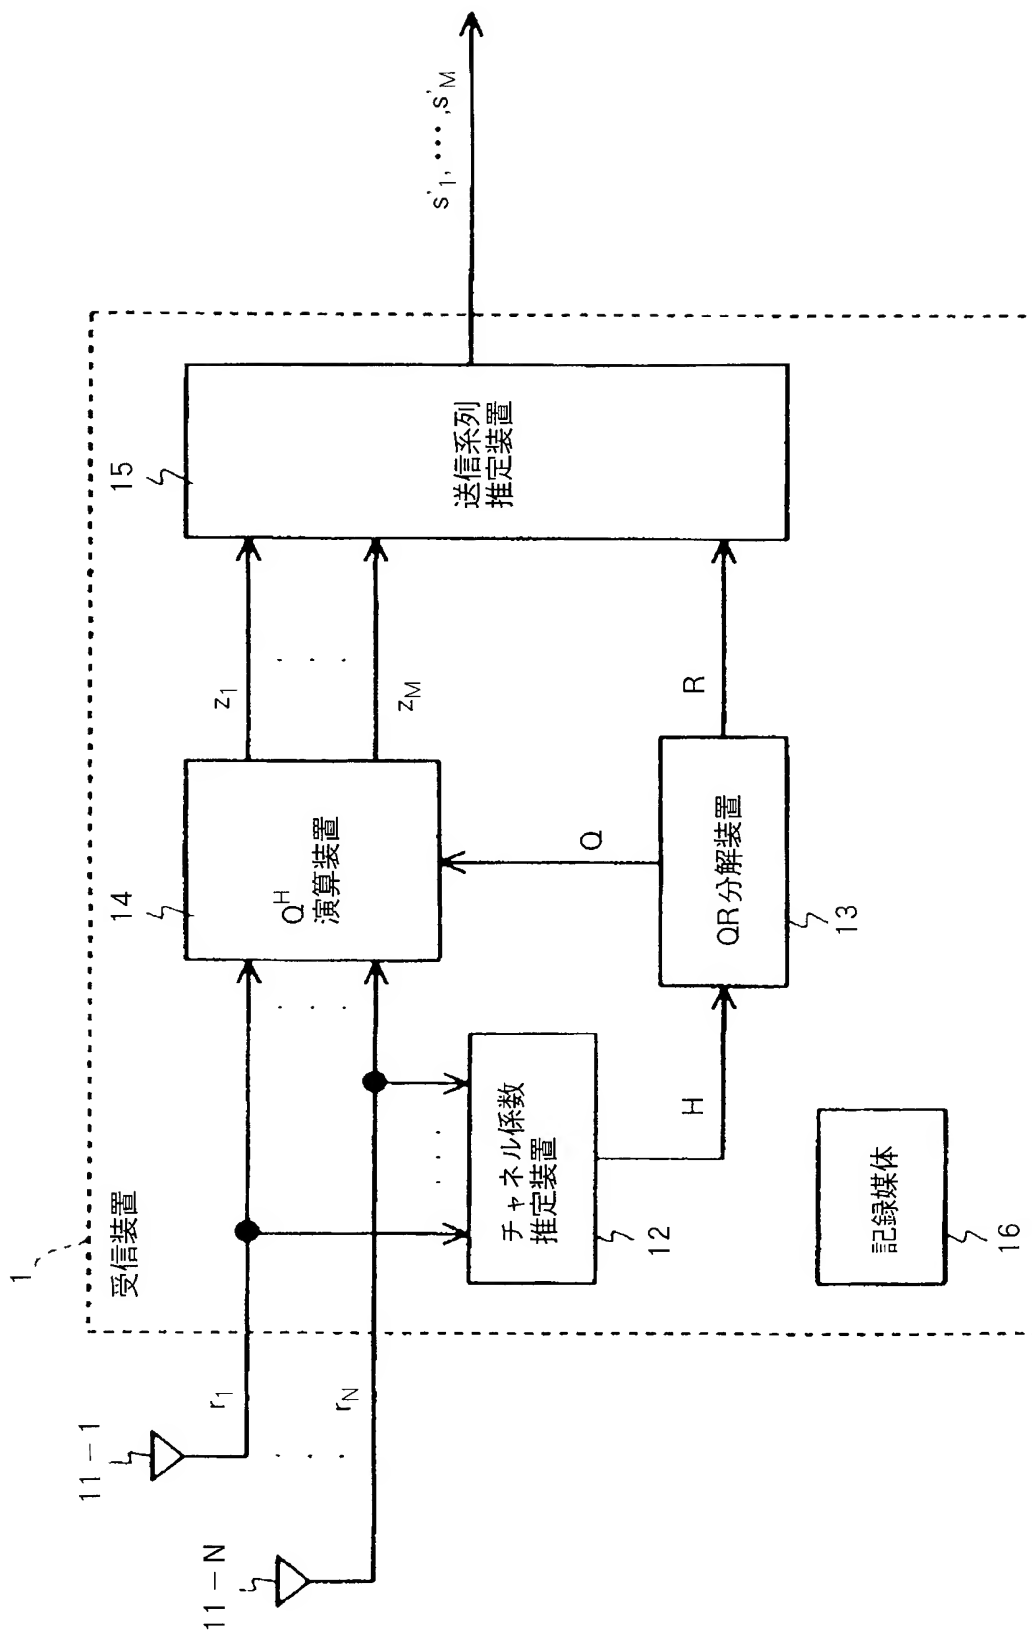 1
受信装置
11-1
r1
. . .
11-N
rN
. . .
14
QH
演算装置
z1
. . .
zM
15
送信系列
推定装置
s'1, ･･･, s'M
. . .
チャネル係数
推定装置
12
H
QR分解装置
13
Q
R
記録媒体
16